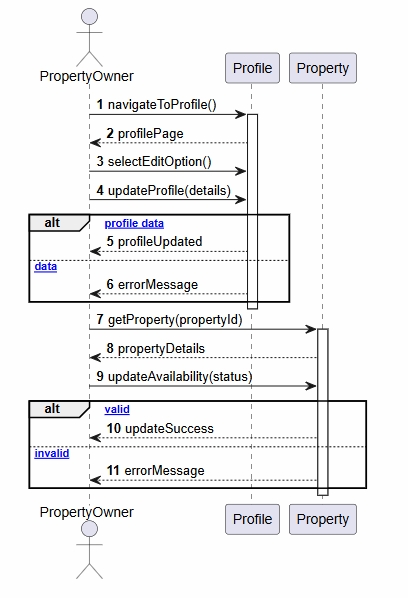 PropertyOwner
Profile
Property
1 navigateToProfile()
2 profilePage
3 selectEditOption()
4 updateProfile(details)
alt
profile data
5 profileUpdated
data
6 errorMessage
7 getProperty(propertyId)
8 propertyDetails
9 updateAvailability(status)
alt
valid
10 updateSuccess
invalid
11 errorMessage
PropertyOwner
Profile
Property